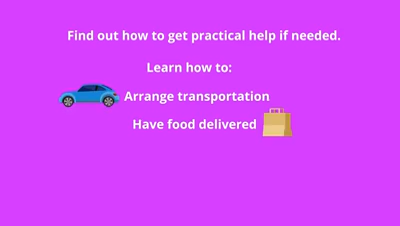 Find out how to get practical help if needed.
Learn how to:
Arrange transportation
Have food delivered